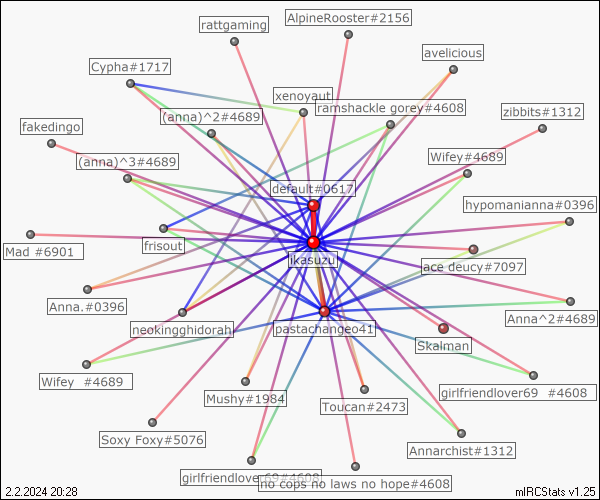 AlpineRooster#2156
rattgaming
avelicious
Cypha#1717
xenoyaut
ramshackle gorey#4608
zibbits#1312
(anna)^2#4689
fakedingo
(anna)^3#4689
Wifey#4689
default#0617
hypomanianna#0396
Mad #6901
frisout
ikasuzu
ace deucy#7097
Anna.#0396
neokingghidorah
pastachangeo41
Anna^2#4689
Skalman
Wifey  #4689
Mushy#1984
Toucan#2473
girlfriendlover69  #4608
Soxy Foxy#5076
Annarchist#1312
girlfriendlover69#4608
no cops no laws no hope#4608
2.2.2024 20:28
mIRCStats v1.25